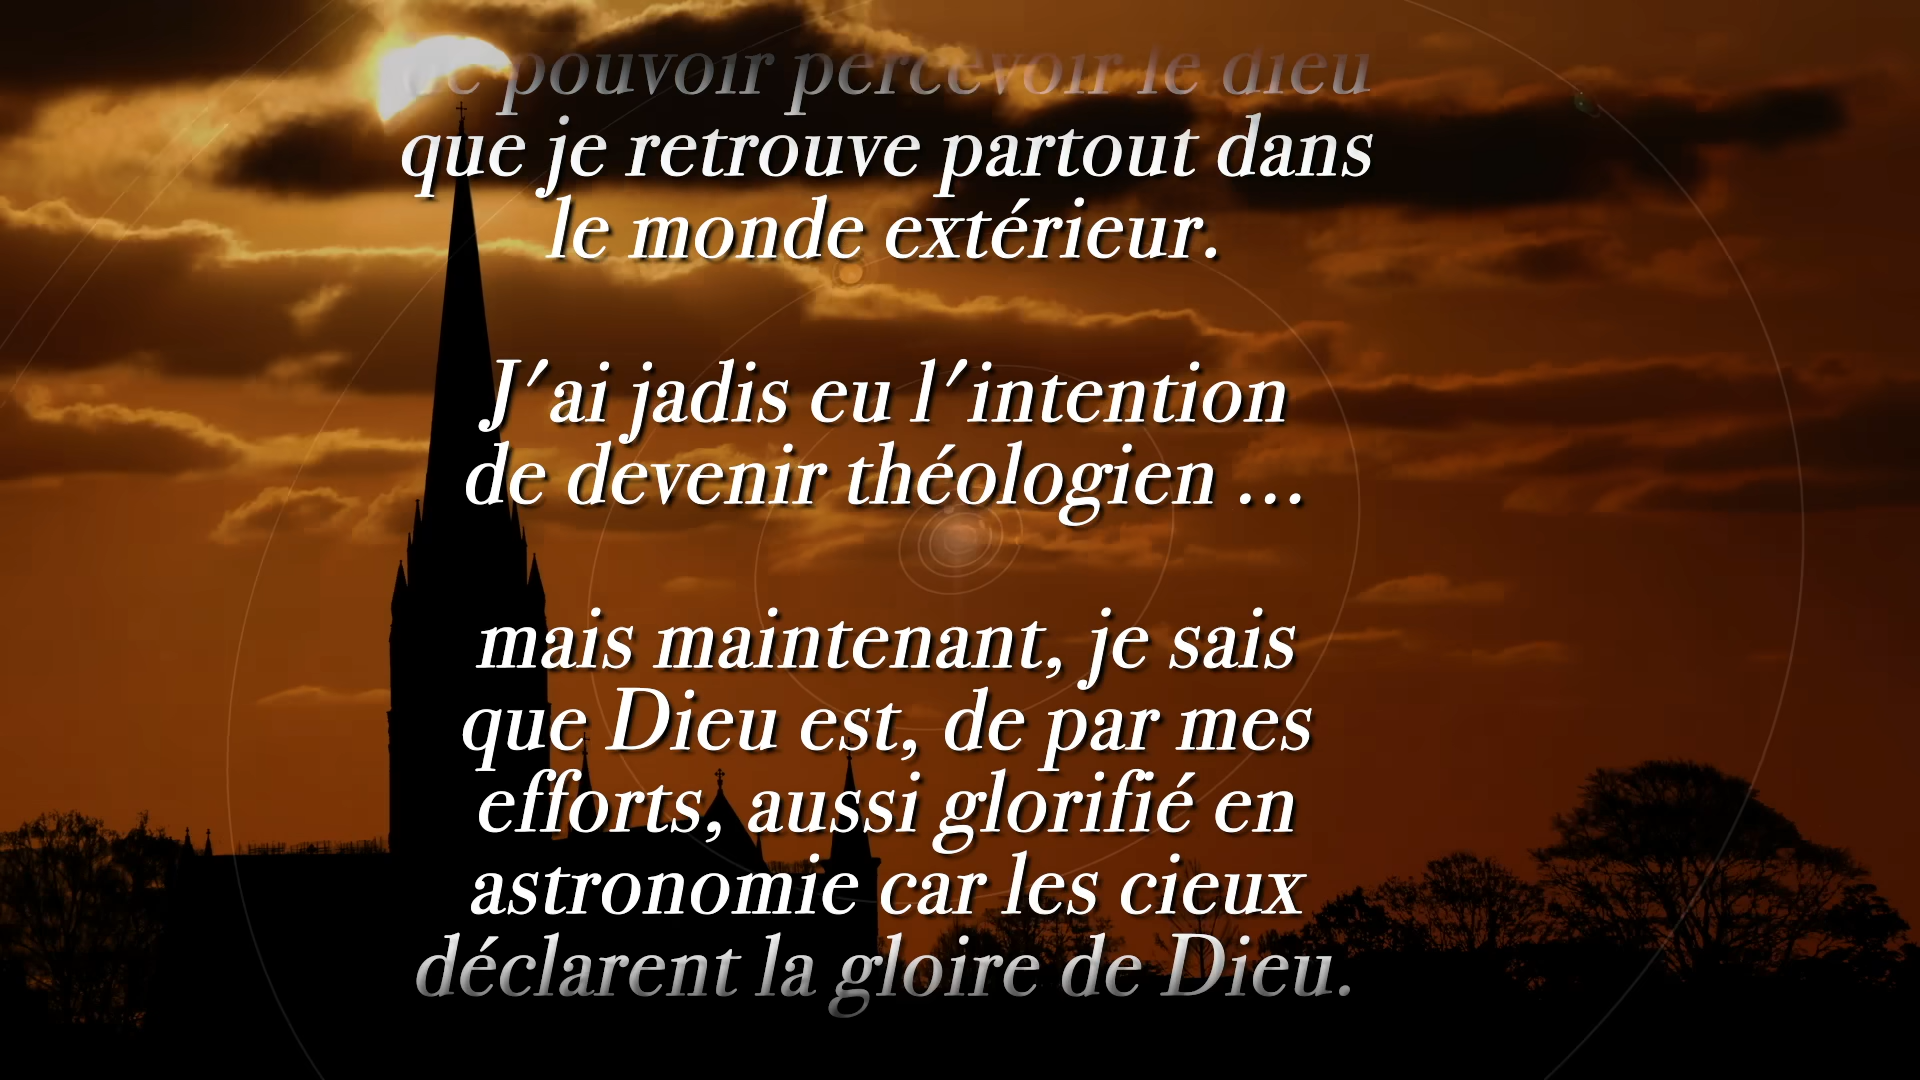 de pouvoir percevoir le dieu
que je retrouve partout dans
le monde extérieur.
J'ai jadis eu l'intention
de devenir théologien ...
mais maintenant, je sais
que Dieu est, de par mes
efforts, aussi glorifié en
astronomie car les cieux
déclarent la gloire de Dieu.